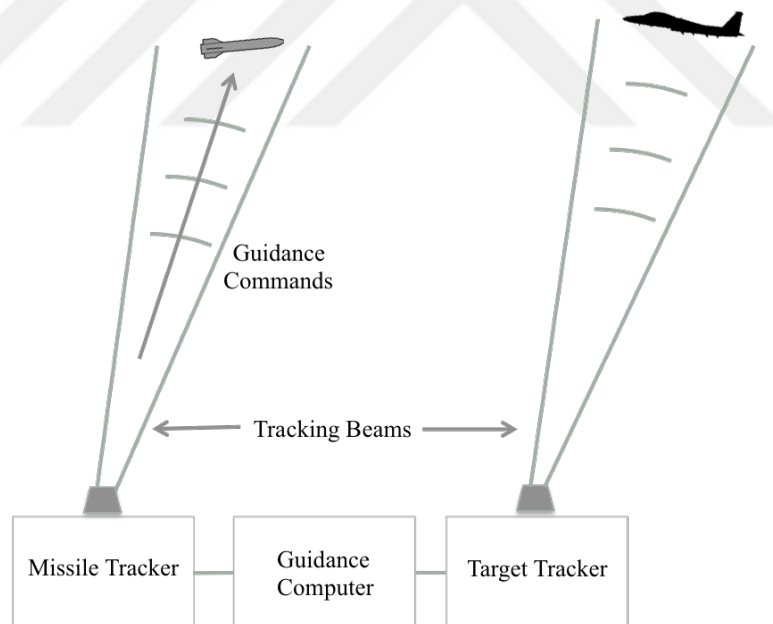 Guidance
Commands
Tracking Beams
Missile Tracker
Guidance
Computer
Target Tracker